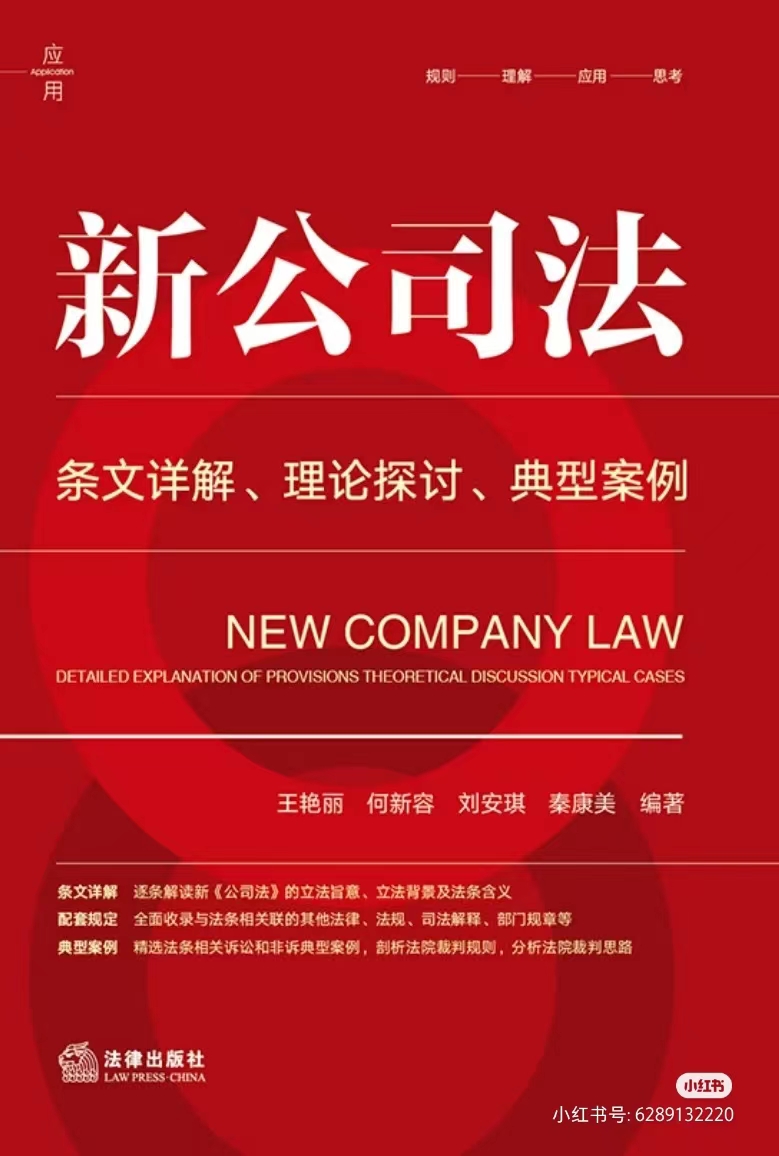 应
Application
用
规则——理解——应用——思考
新公司法
条文详解、理论探讨、典型案例
NEW COMPANY LAW
DETAILED EXPLANATION OF PROVISIONS THEORETICAL DISCUSSION TYPICAL CASES
王艳丽 何新容 刘安琪 秦康美 编著
条文详解 逐条解读新《公司法》的立法旨意、立法背景及法条含义
配套规定 全面收录与法条相关联的其他法律、法规、司法解释、部门规章等
典型案例 精选法条相关诉讼和非诉典型案例，剖析法院裁判规则，分析法院裁判思路
法律出版社
LAW PRESS·CHINA
小红书
小红书号: 6289132220